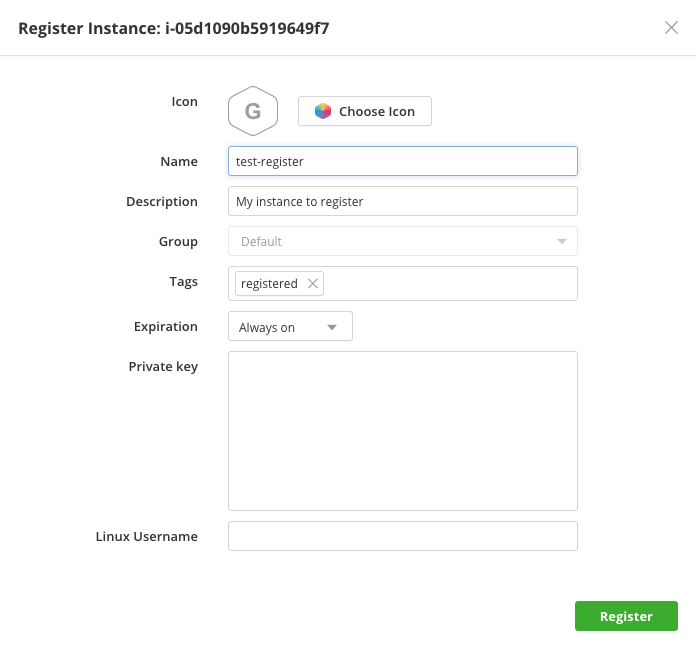 Register Instance: i-05d1090b5919649f7
Icon
G
Choose Icon
Name
test-register
Description
My instance to register
Group
Default
Tags
registered
Expiration
Always on
Private key
Linux Username
Register